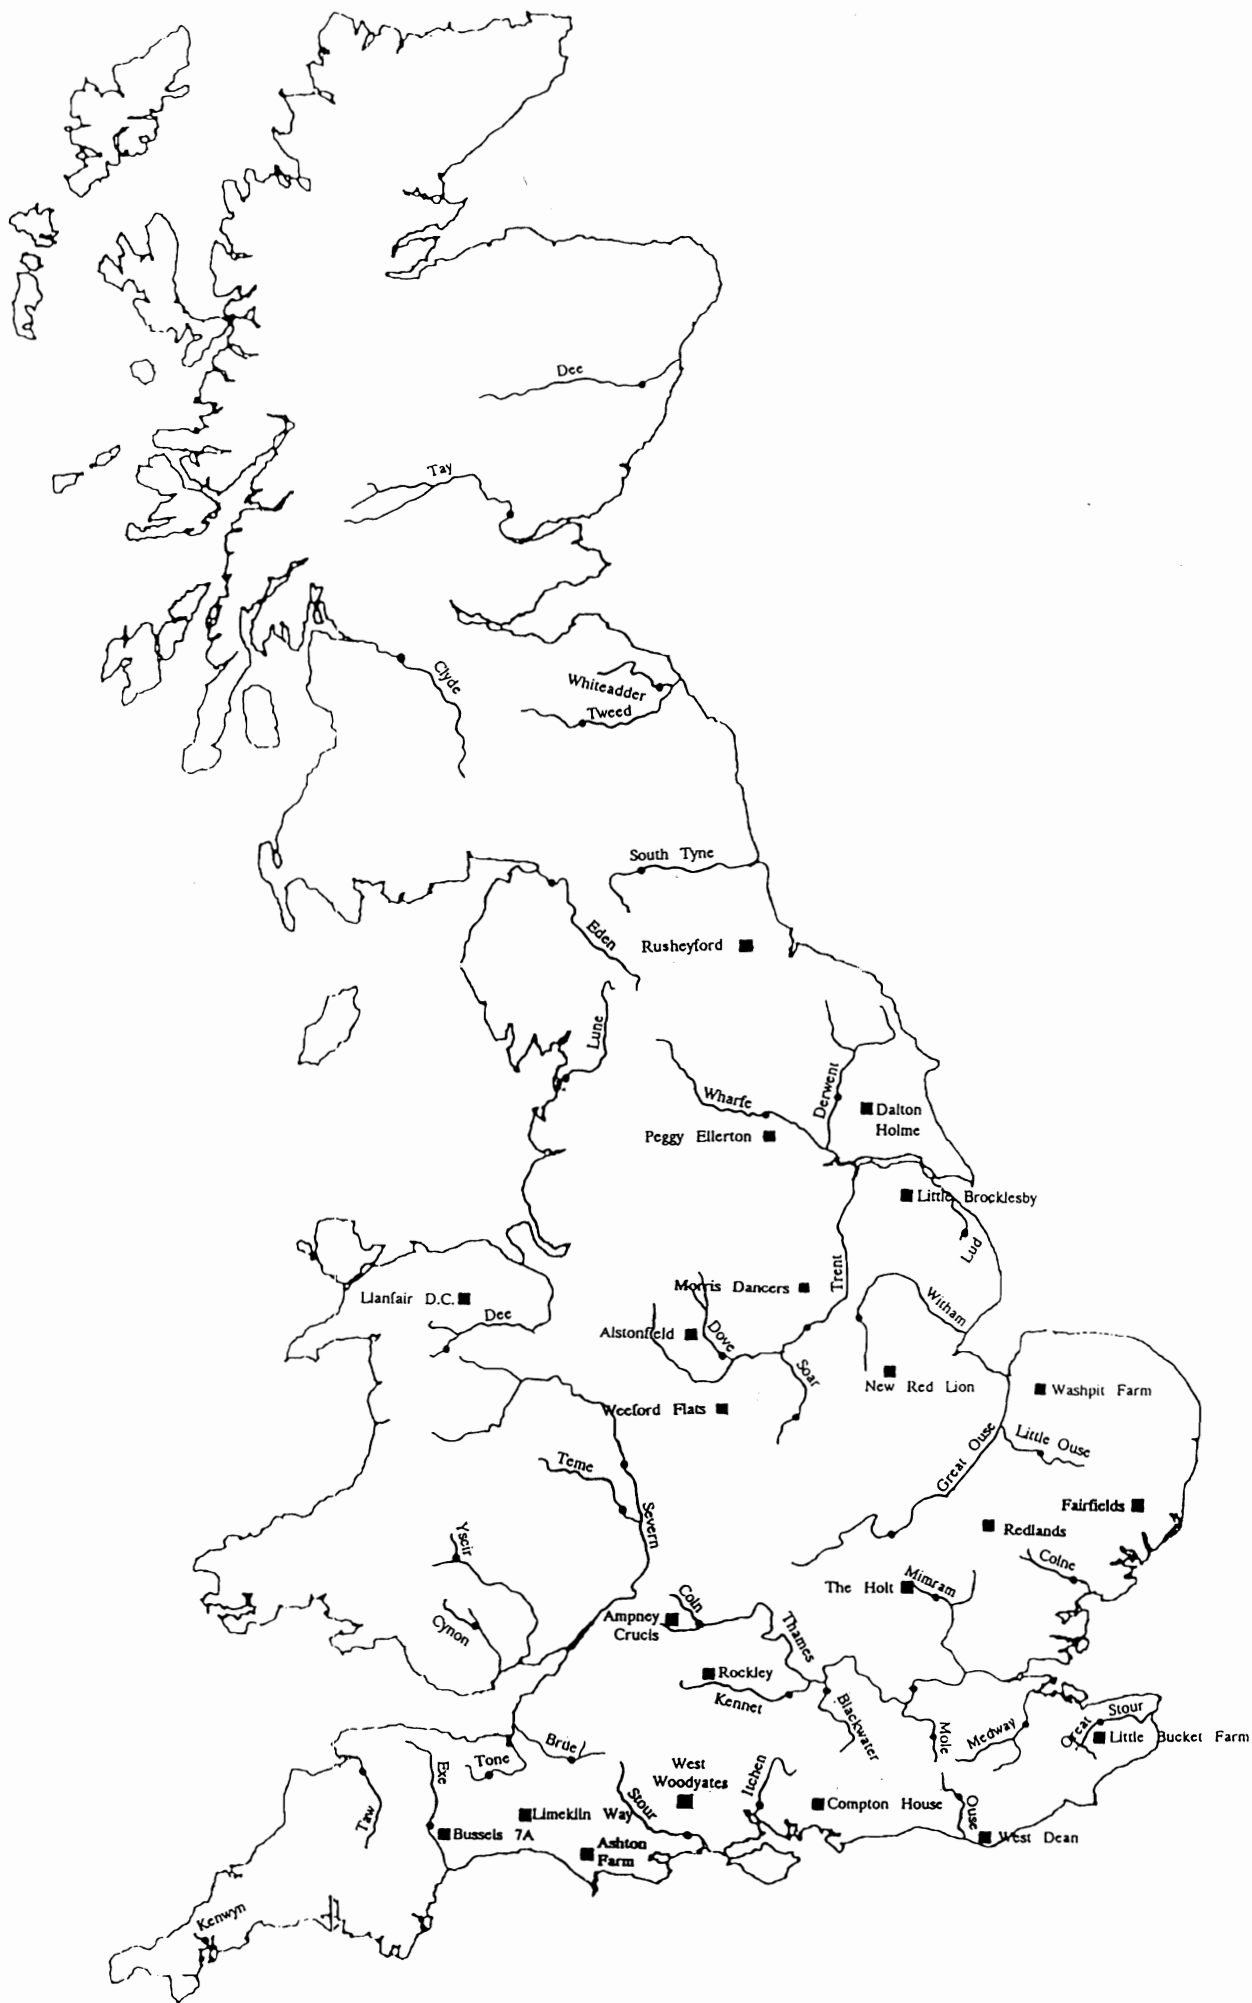 Dee
Tay
Clyde
Whiteadder
Tweed
South Tyne
Eden
Rusheyford
Lune
Wharfe
Derwent
Dalton
Holme
Peggy Ellerton
Little Brocklesby
Lud
Trent
Morris Dancers
Witham
Llanfair D.C.
Dee
Alstonfield
Dove
Soar
New Red Lion
Washpit Farm
Weeford Flats
Great Ouse
Little Ouse
Teme
Severn
Fairfields
Redlands
Yscir
Colne
The Holt
Mimram
Coln
Ampney
Crucis
Cynon
Thames
Rockley
Kennet
Blackwater
Mole
Medway
Great Stour
Little Bucket Farm
Brue
Tone
Exe
Taw
West
Woodyates
Itchen
Stour
Limekiln Way
Compton House
Ouse
West Dean
Bussels 7A
Ashton
Farm
Kenwyn